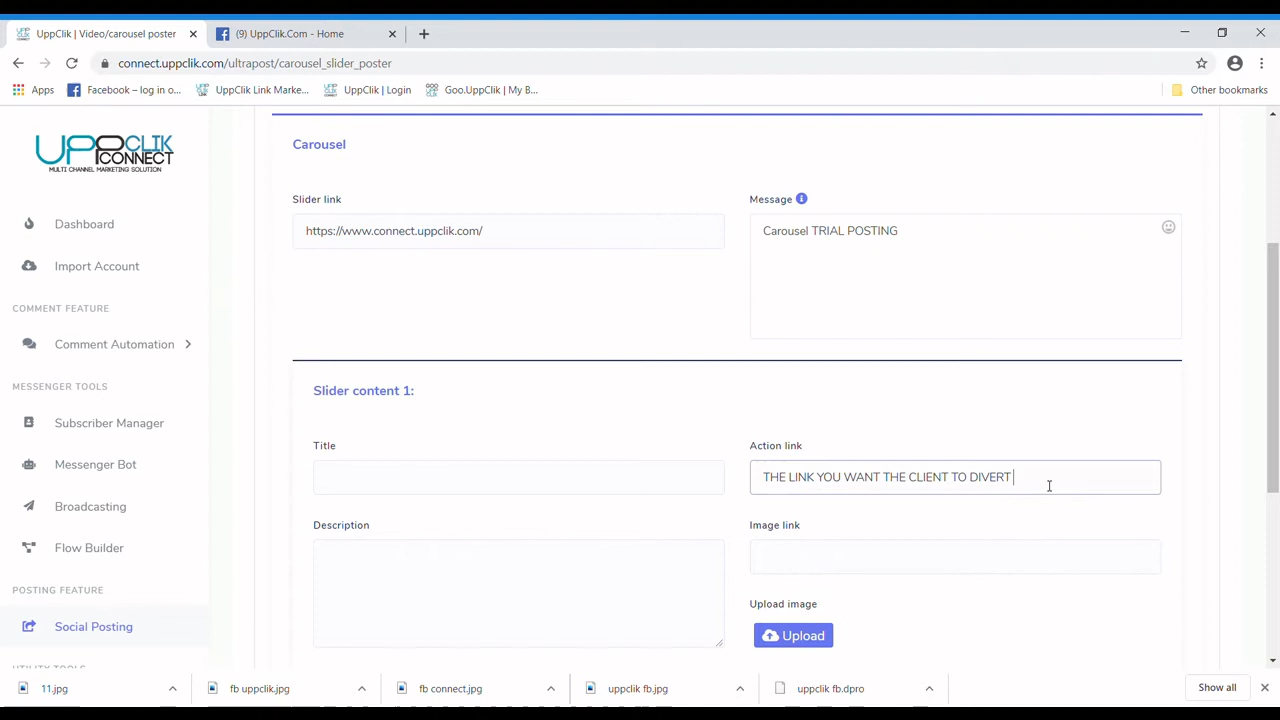 UppClik | Video/carousel poster
(9) UppClik.Com - Home
connect.uppclik.com/ultrapost/carousel_slider_poster
Apps
Facebook – log in o...
UppClik Link Marke...
UppClik | Login
Goo.UppClik | My B...
Other bookmarks
UPPCLIK
CONNECT
MULTI CHANNEL MARKETING SOLUTION
Dashboard
Import Account
COMMENT FEATURE
Comment Automation
MESSENGER TOOLS
Subscriber Manager
Messenger Bot
Broadcasting
Flow Builder
POSTING FEATURE
Social Posting
Carousel
Slider link
https://www.connect.uppclik.com/
Message
Carousel TRIAL POSTING
Slider content 1:
Title
Action link
THE LINK YOU WANT THE CLIENT TO DIVERT
Description
Image link
Upload image
Upload
11.jpg
fb uppclik.jpg
fb connect.jpg
uppclik fb.jpg
uppclik fb.dpro
Show all